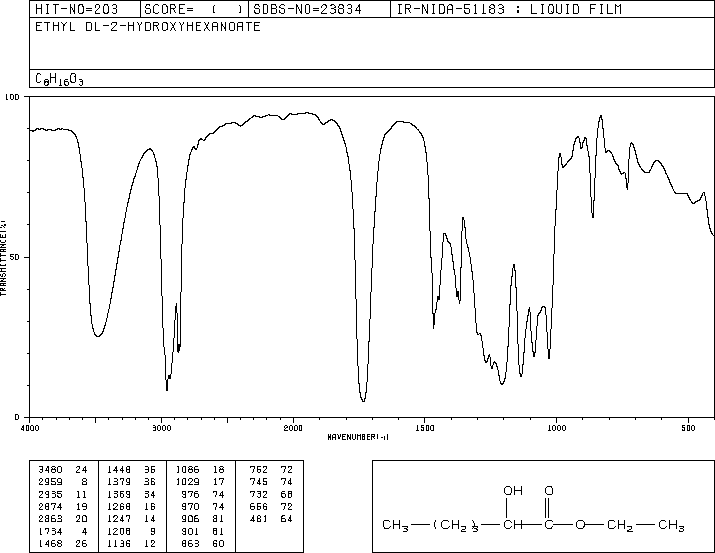 HIT-NO=203 SCORE= ( ) SDBS-NO=23834 IR-NIDA-51183 : LIQUID FILM
ETHYL DL-2-HYDROXYHEXANOATE
C8H16O3
100
TRANSMITTANCE(%)
50
0
4000 3000 2000 1500 1000 500
WAVENUMBER(-1)
3480 24 1448 36 1086 18 762 72
2959 8 1379 36 1029 17 745 74
2935 11 1369 34 976 74 732 68
2874 19 1268 16 970 74 666 72
2863 20 1247 14 906 81 481 64
1734 4 1208 9 901 81
1468 26 1136 12 863 60
OH O
CH3 (CH2)3 CH C O CH2 CH3